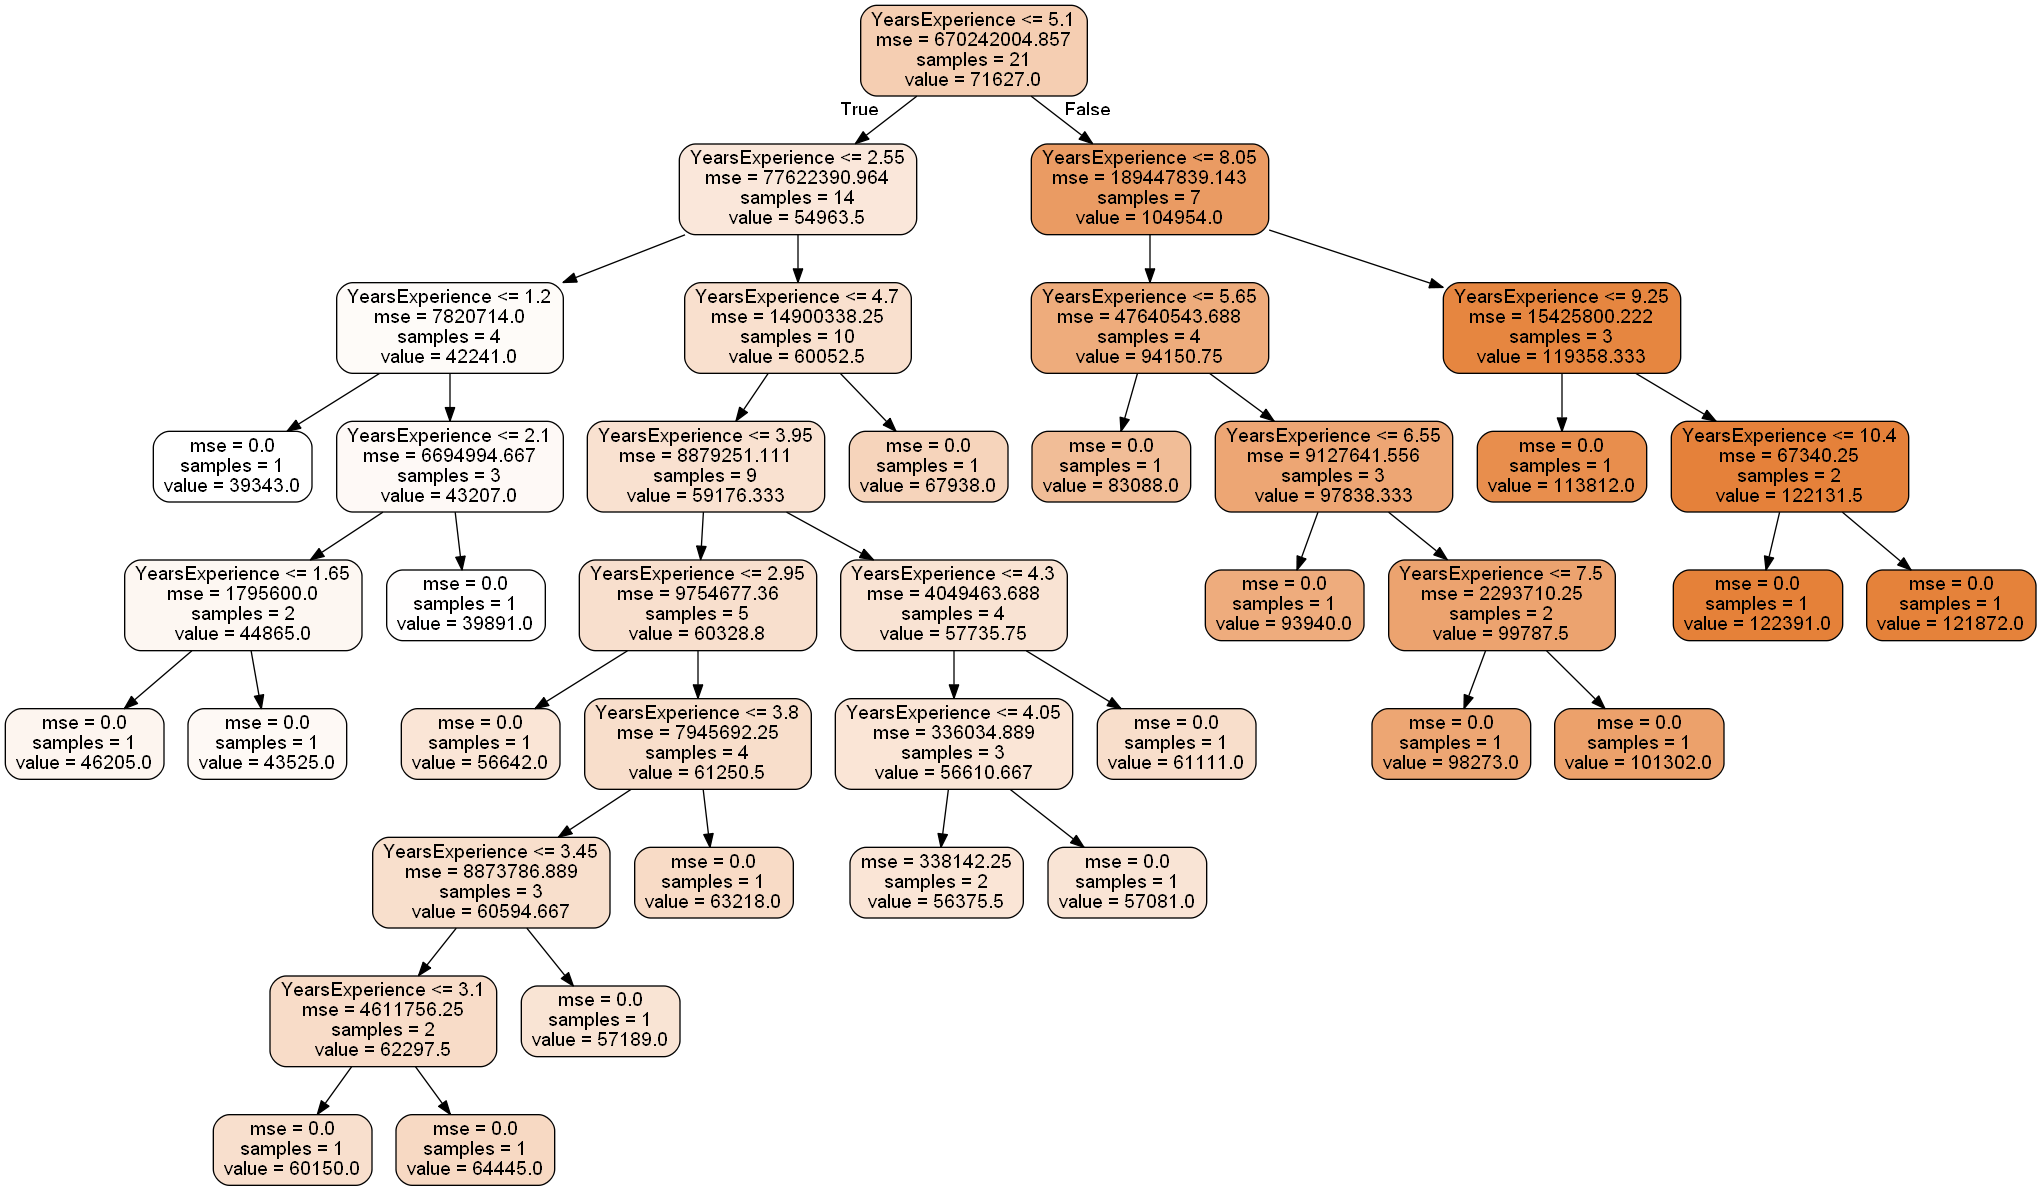 YearsExperience <= 5.1
mse = 670242004.857
samples = 21
value = 71627.0
True
False
YearsExperience <= 2.55
mse = 77622390.964
samples = 14
value = 54963.5
YearsExperience <= 8.05
mse = 189447839.143
samples = 7
value = 104954.0
YearsExperience <= 1.2
mse = 7820714.0
samples = 4
value = 42241.0
YearsExperience <= 4.7
mse = 14900338.25
samples = 10
value = 60052.5
YearsExperience <= 5.65
mse = 47640543.688
samples = 4
value = 94150.75
YearsExperience <= 9.25
mse = 15425800.222
samples = 3
value = 119358.333
mse = 0.0
samples = 1
value = 39343.0
YearsExperience <= 2.1
mse = 6694994.667
samples = 3
value = 43207.0
YearsExperience <= 3.95
mse = 8879251.111
samples = 9
value = 59176.333
mse = 0.0
samples = 1
value = 67938.0
mse = 0.0
samples = 1
value = 83088.0
YearsExperience <= 6.55
mse = 9127641.556
samples = 3
value = 97838.333
mse = 0.0
samples = 1
value = 113812.0
YearsExperience <= 10.4
mse = 67340.25
samples = 2
value = 122131.5
YearsExperience <= 1.65
mse = 1795600.0
samples = 2
value = 44865.0
mse = 0.0
samples = 1
value = 39891.0
YearsExperience <= 2.95
mse = 9754677.36
samples = 5
value = 60328.8
YearsExperience <= 4.3
mse = 4049463.688
samples = 4
value = 57735.75
mse = 0.0
samples = 1
value = 93940.0
YearsExperience <= 7.5
mse = 2293710.25
samples = 2
value = 99787.5
mse = 0.0
samples = 1
value = 122391.0
mse = 0.0
samples = 1
value = 121872.0
mse = 0.0
samples = 1
value = 46205.0
mse = 0.0
samples = 1
value = 43525.0
mse = 0.0
samples = 1
value = 56642.0
YearsExperience <= 3.8
mse = 7945692.25
samples = 4
value = 61250.5
YearsExperience <= 4.05
mse = 336034.889
samples = 3
value = 56610.667
mse = 0.0
samples = 1
value = 61111.0
mse = 0.0
samples = 1
value = 98273.0
mse = 0.0
samples = 1
value = 101302.0
YearsExperience <= 3.45
mse = 8873786.889
samples = 3
value = 60594.667
mse = 0.0
samples = 1
value = 63218.0
mse = 338142.25
samples = 2
value = 56375.5
mse = 0.0
samples = 1
value = 57081.0
YearsExperience <= 3.1
mse = 4611756.25
samples = 2
value = 62297.5
mse = 0.0
samples = 1
value = 57189.0
mse = 0.0
samples = 1
value = 60150.0
mse = 0.0
samples = 1
value = 64445.0